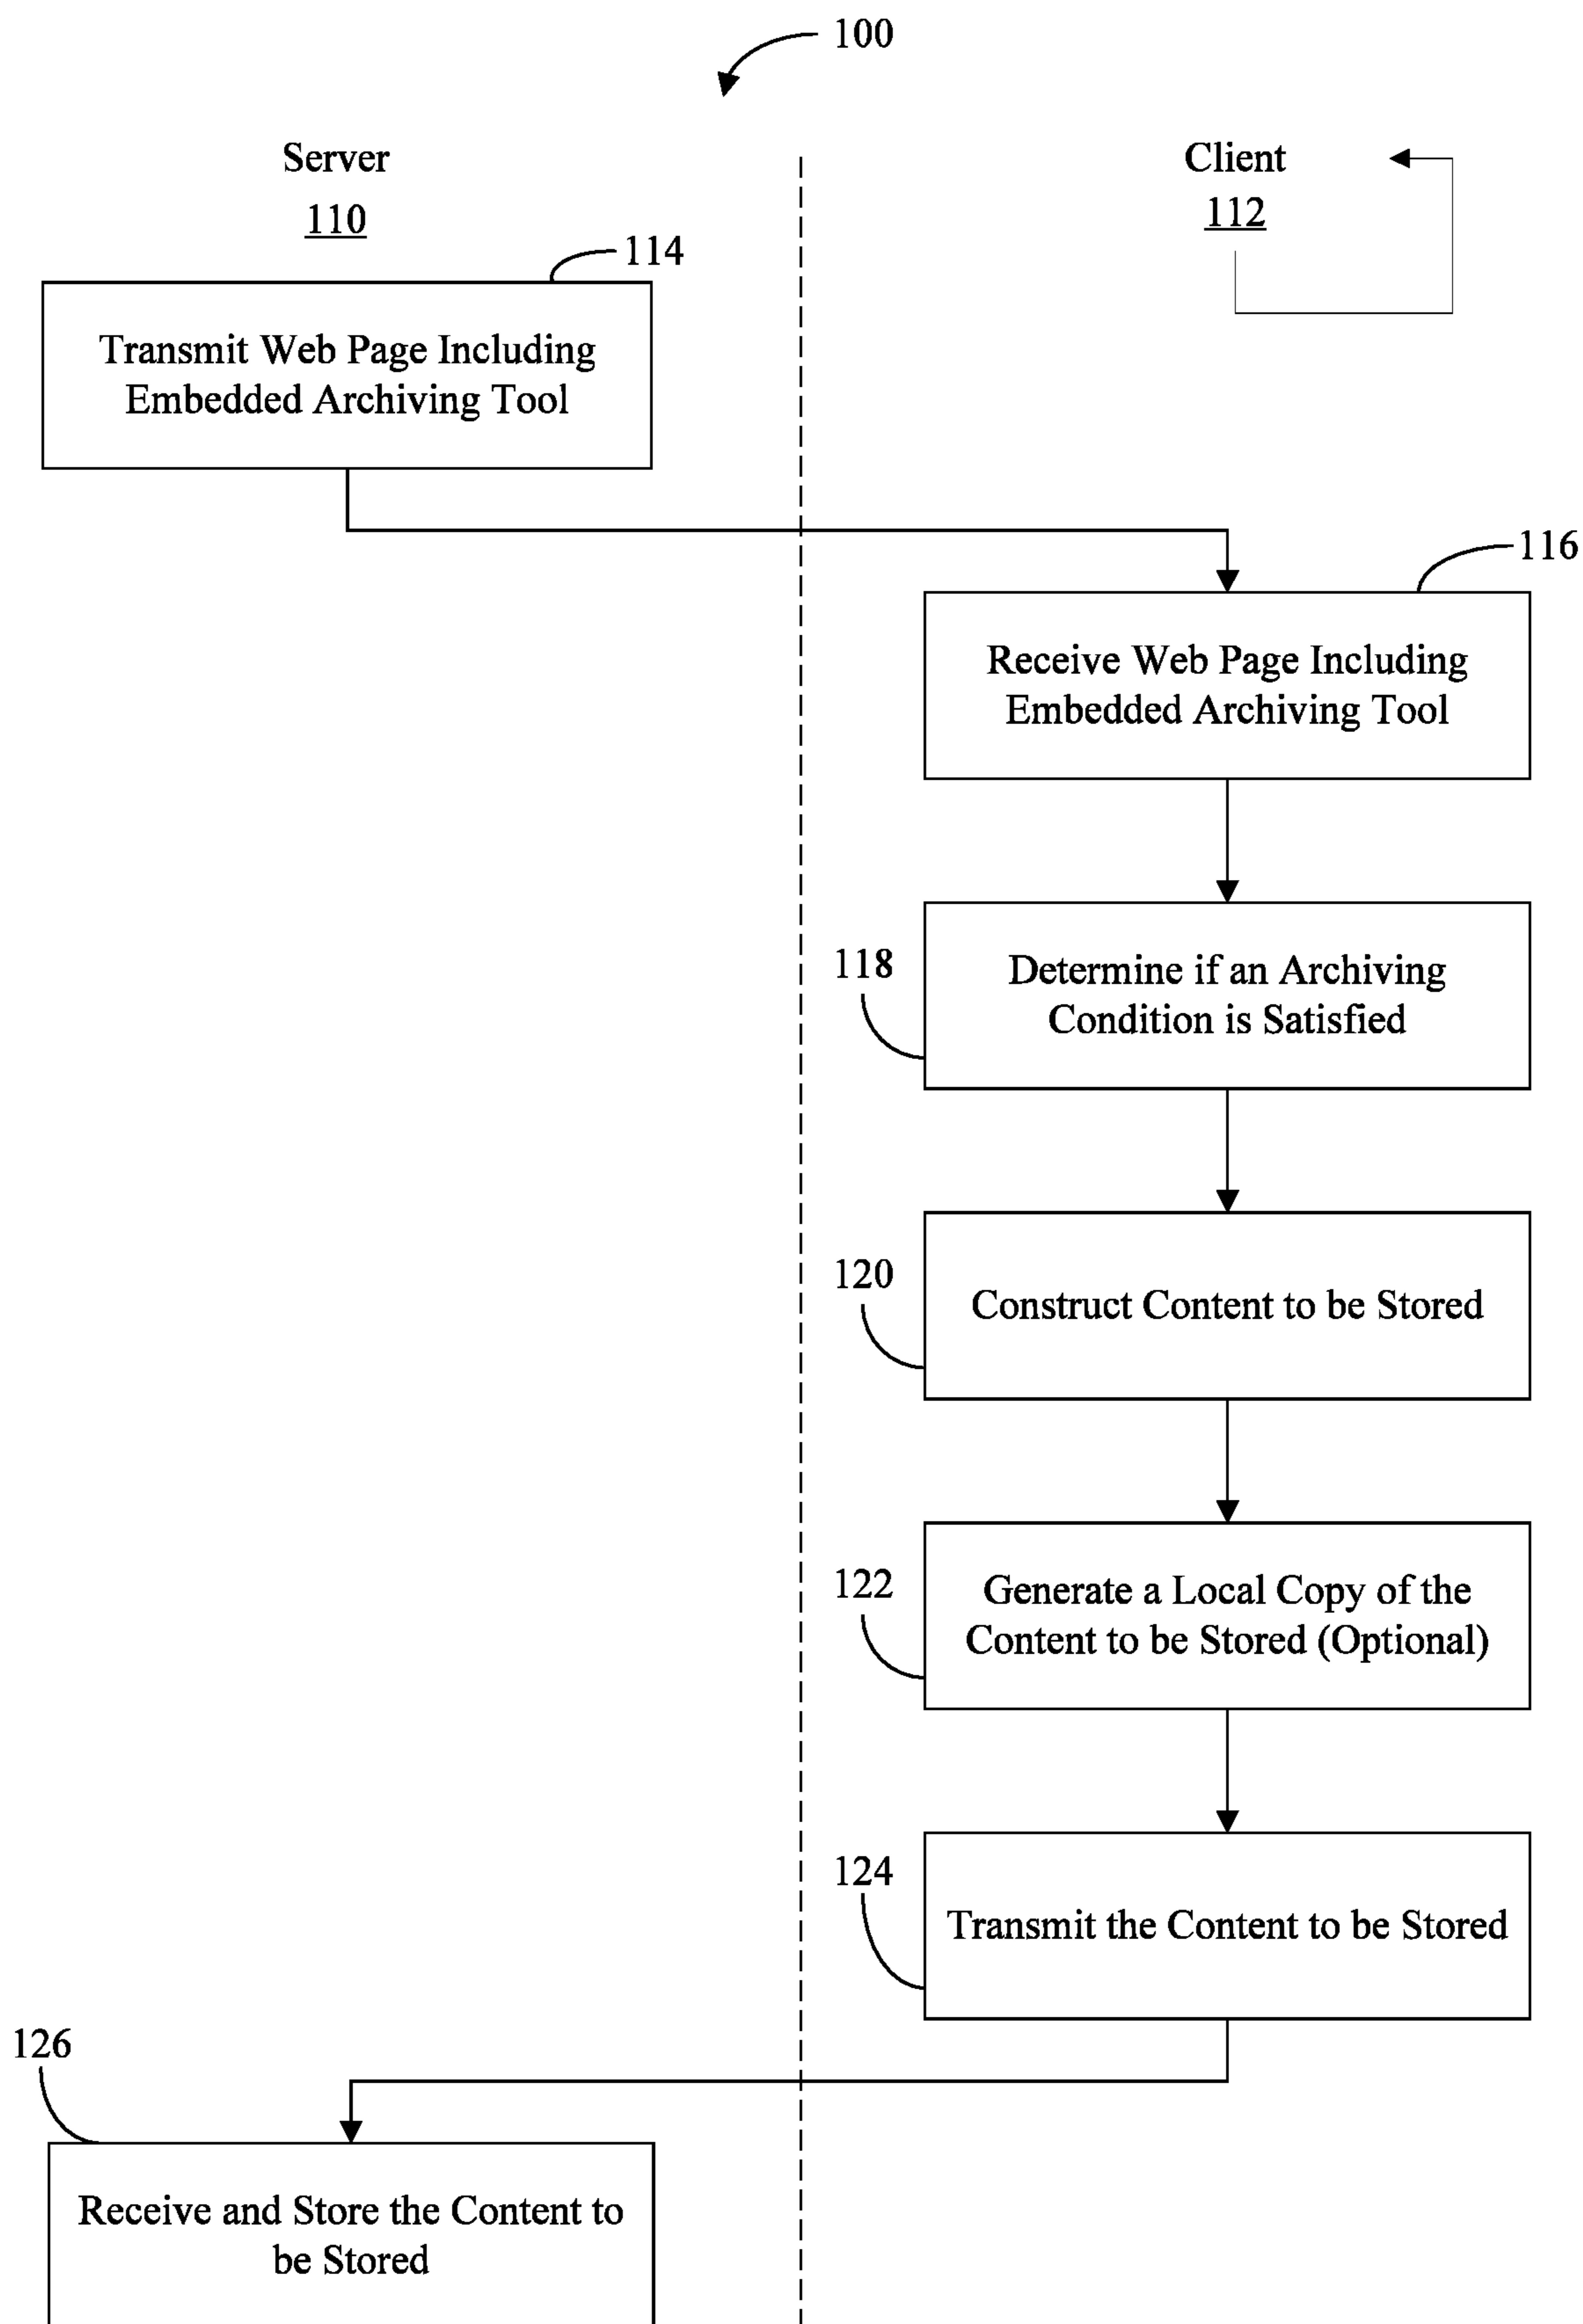 100
Server
110
Client
112
114
Transmit Web Page Including
Embedded Archiving Tool
116
Receive Web Page Including
Embedded Archiving Tool
118
Determine if an Archiving
Condition is Satisfied
120
Construct Content to be Stored
122
Generate a Local Copy of the
Content to be Stored (Optional)
124
Transmit the Content to be Stored
126
Receive and Store the Content to
be Stored